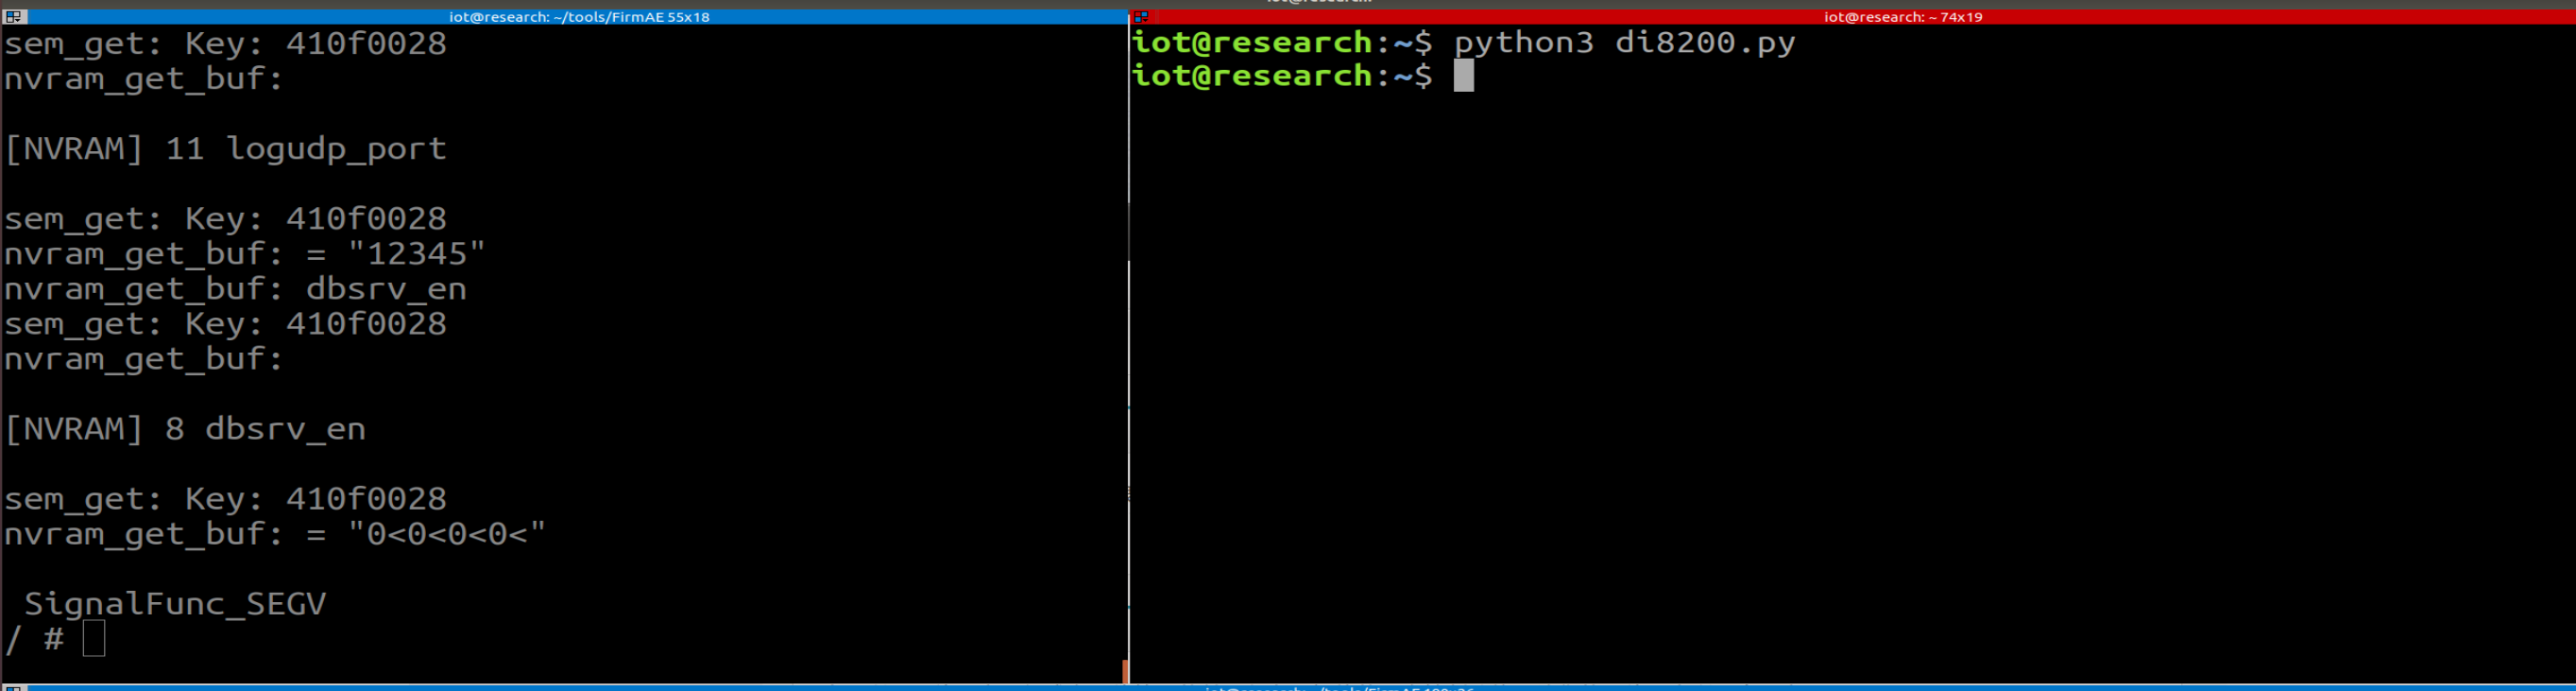 iot@research: ~/tools/FirmAE 55x18
sem_get: Key: 410f0028
nvram_get_buf:
[NVRAM] 11 logudp_port
sem_get: Key: 410f0028
nvram_get_buf: = "12345"
nvram_get_buf: dbsrv_en
sem_get: Key: 410f0028
nvram_get_buf:
[NVRAM] 8 dbsrv_en
sem_get: Key: 410f0028
nvram_get_buf: = "0<0<0<0<"
SignalFunc_SEGV
/ #
iot@research: ~ 74x19
iot@research:~$ python3 di8200.py
iot@research:~$